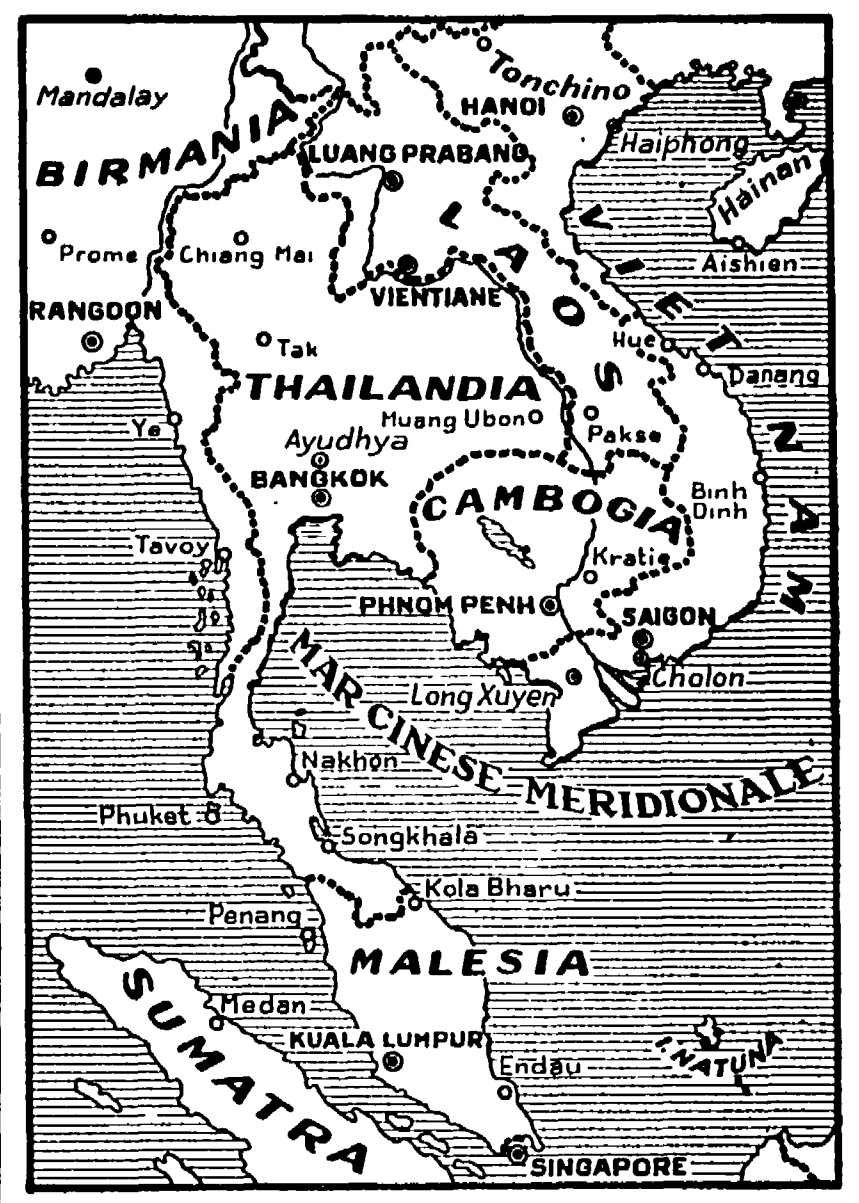 Tonchino
Mandalay
HANOI
BIRMANIA
Haiphong
LUANG PRABANG
Hainan
LAOS
VIET NAM
Prome
Chiang Mai
Aishien
VIENTIANE
RANGOON
Tak
Hue
Danang
THAILANDIA
Muang Ubon
Pakse
Ye
Ayudhya
BANGKOK
CAMBOGIA
Binh
Dinh
Tavoy
Kratie
PHNOM PENH
SAIGON
Cholon
Long Xuyen
MAR CINESE MERIDIONALE
Nakhon
Phuket
Songkhala
Kola Bharu
Penang
MALESIA
SUMATRA
Medan
KUALA LUMPUR
I. NATUNA
Endau
SINGAPORE